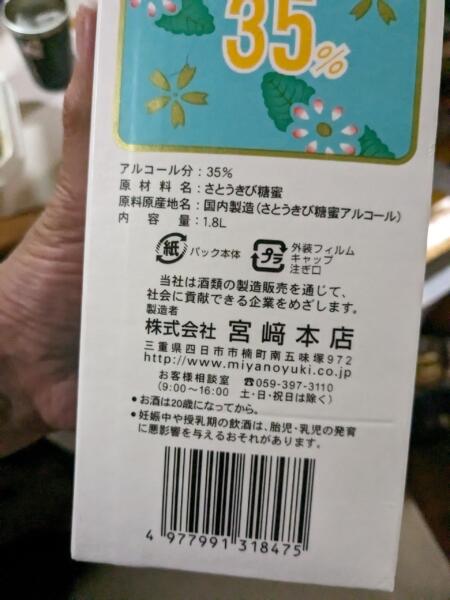 35%
アルコール分：35%
原材料名：さとうきび糖蜜
原料原産地名：国内製造（さとうきび糖蜜アルコール）
内容量：1.8L
紙 パック本体
プラ 外装フィルム
キャップ
注ぎ口
当社は酒類の製造販売を通じて、
社会に貢献できる企業をめざします。
製造者
株式会社 宮﨑本店
三重県四日市市楠町南五味塚972
http://www.miyanoyuki.co.jp
お客様相談室 ☎059-397-3110
(9:00〜16:00 土・日・祝日は除く)
•お酒は20歳になってから。
•妊娠中や授乳期の飲酒は、胎児・乳児の発育
に悪影響を与えるおそれがあります。
4 977991 318475